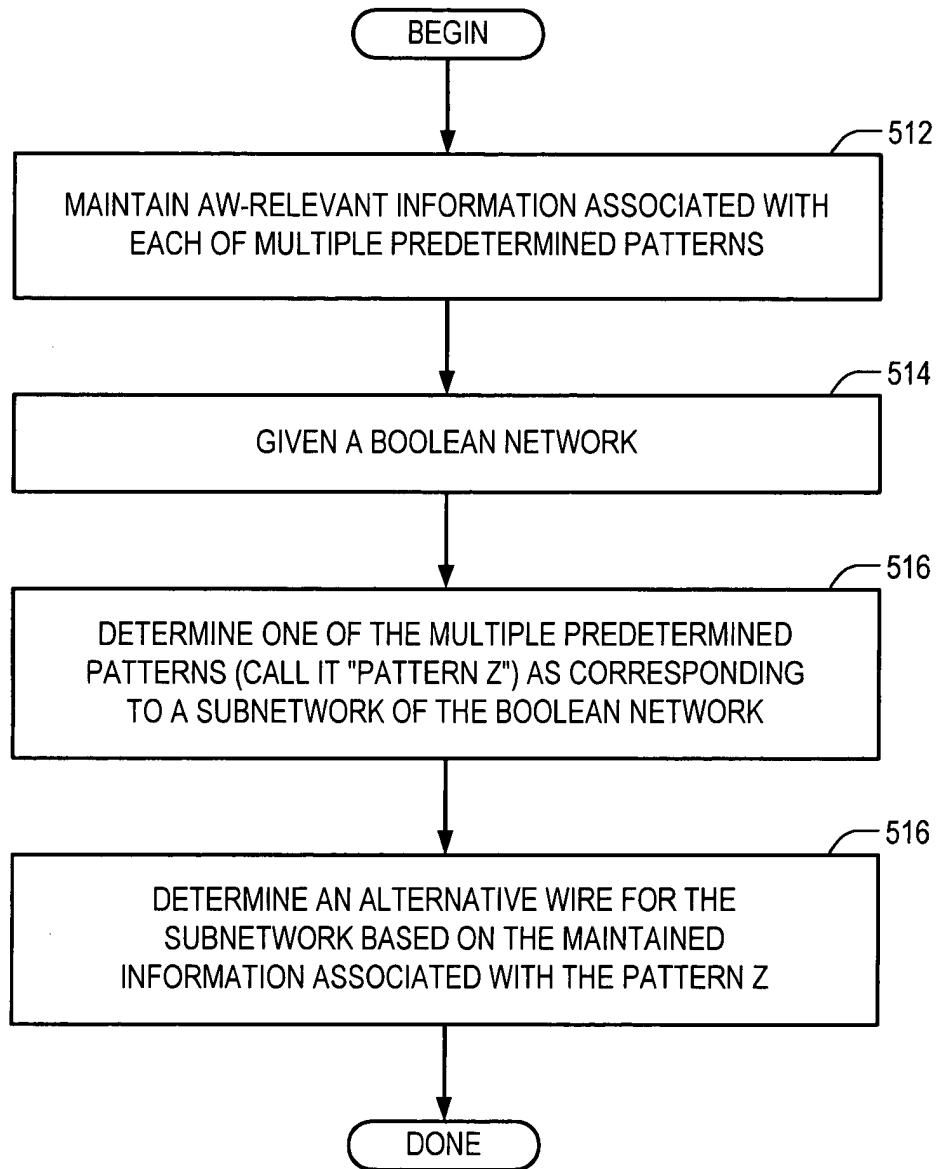 BEGIN
512
MAINTAIN AW-RELEVANT INFORMATION ASSOCIATED WITH
EACH OF MULTIPLE PREDETERMINED PATTERNS
514
GIVEN A BOOLEAN NETWORK
516
DETERMINE ONE OF THE MULTIPLE PREDETERMINED
PATTERNS (CALL IT "PATTERN Z") AS CORRESPONDING
TO A SUBNETWORK OF THE BOOLEAN NETWORK
516
DETERMINE AN ALTERNATIVE WIRE FOR THE
SUBNETWORK BASED ON THE MAINTAINED
INFORMATION ASSOCIATED WITH THE PATTERN Z
DONE